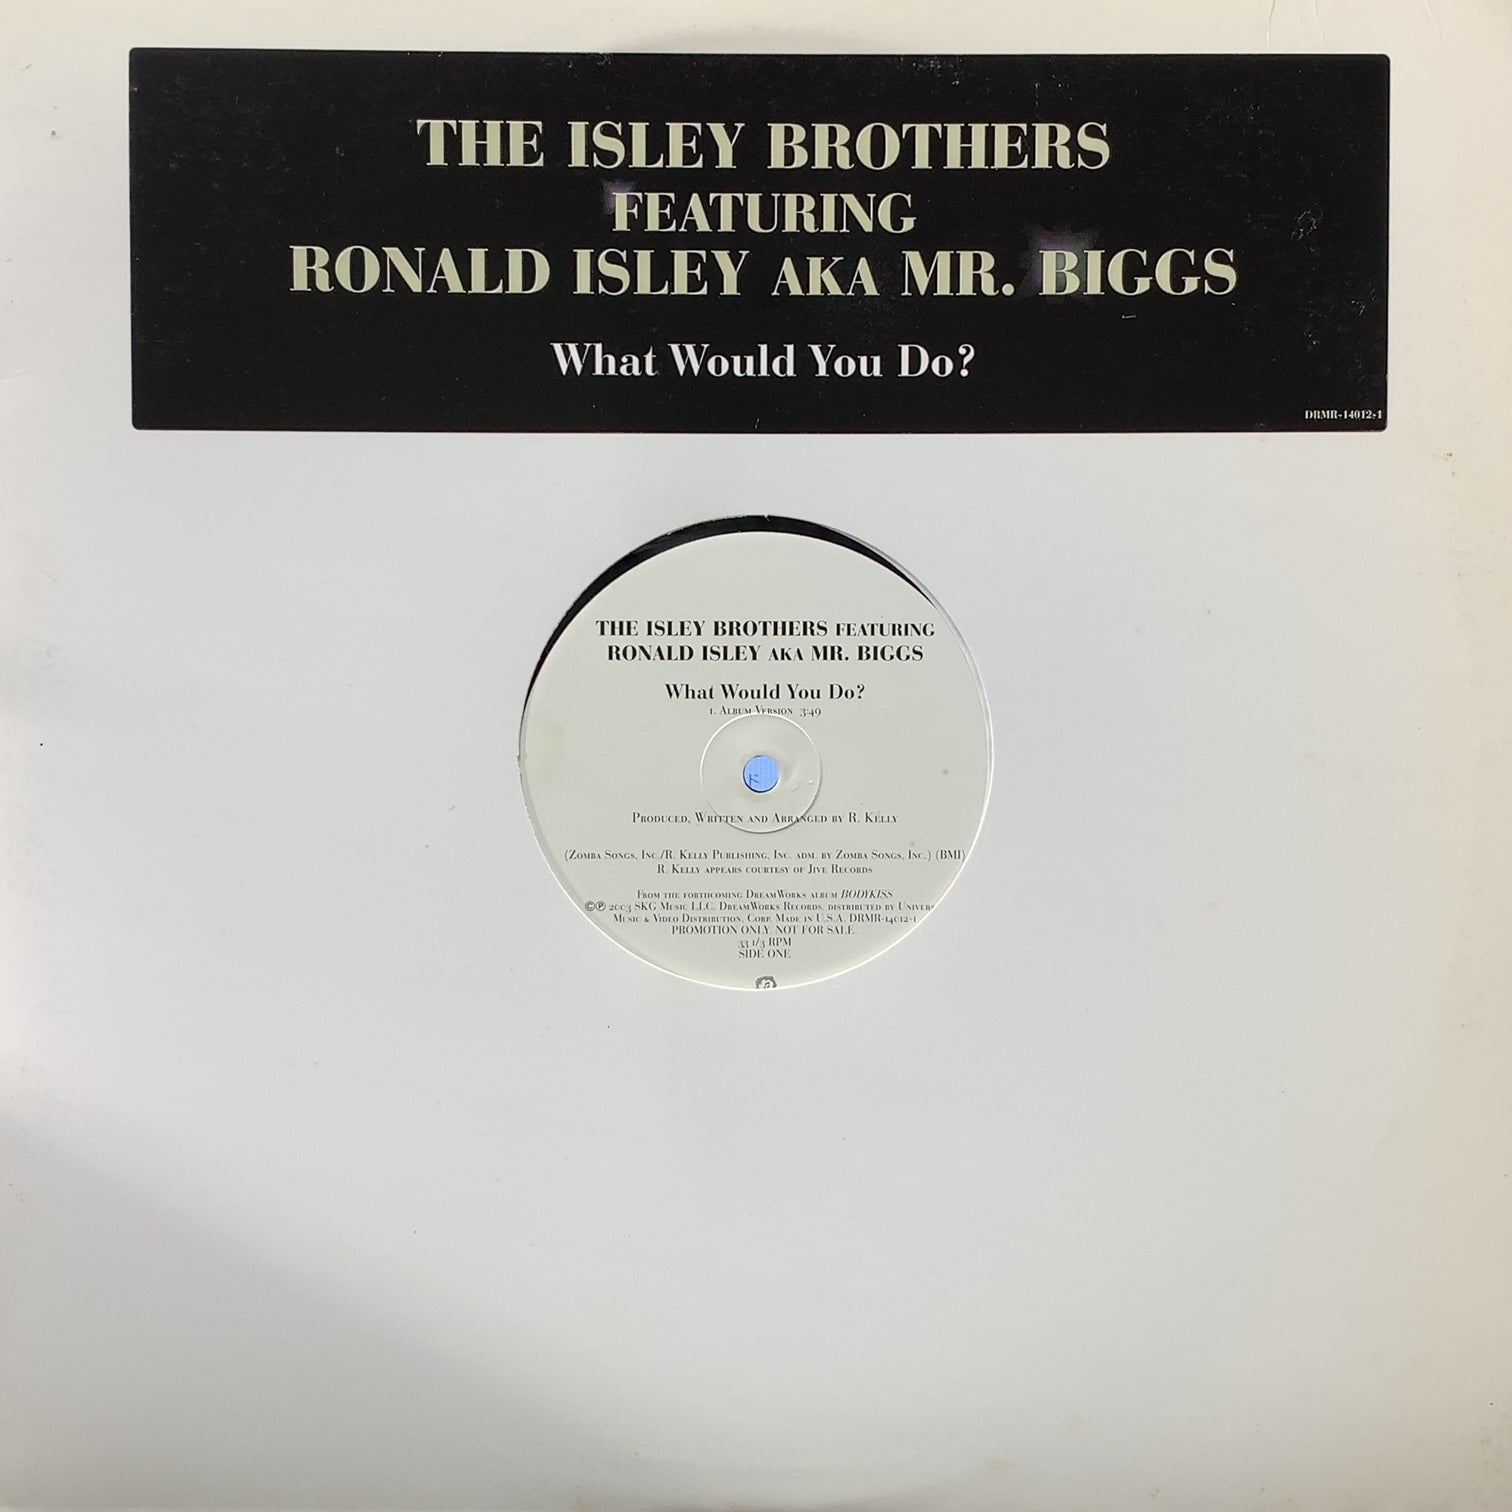 THE ISLEY BROTHERS
FEATURING
RONALD ISLEY AKA MR. BIGGS
What Would You Do?
DRMR-14012-1
THE ISLEY BROTHERS FEATURING
RONALD ISLEY AKA MR. BIGGS
What Would You Do?
1. ALBUM VERSION 3:49
PRODUCED, WRITTEN AND ARRANGED BY R. KELLY
(ZOMBA SONGS, INC./R. KELLY PUBLISHING, INC. ADM. BY ZOMBA SONGS, INC.) (BMI)
R. KELLY APPEARS COURTESY OF JIVE RECORDS
FROM THE FORTHCOMING DREAMWORKS ALBUM BODYKISS
©℗ 2003 SKG MUSIC LLC. DREAMWORKS RECORDS, DISTRIBUTED BY UNIVER
MUSIC & VIDEO DISTRIBUTION, CORP. MADE IN U.S.A. DRMR-14012-1
PROMOTION ONLY. NOT FOR SALE.
33 1/3 RPM
SIDE ONE